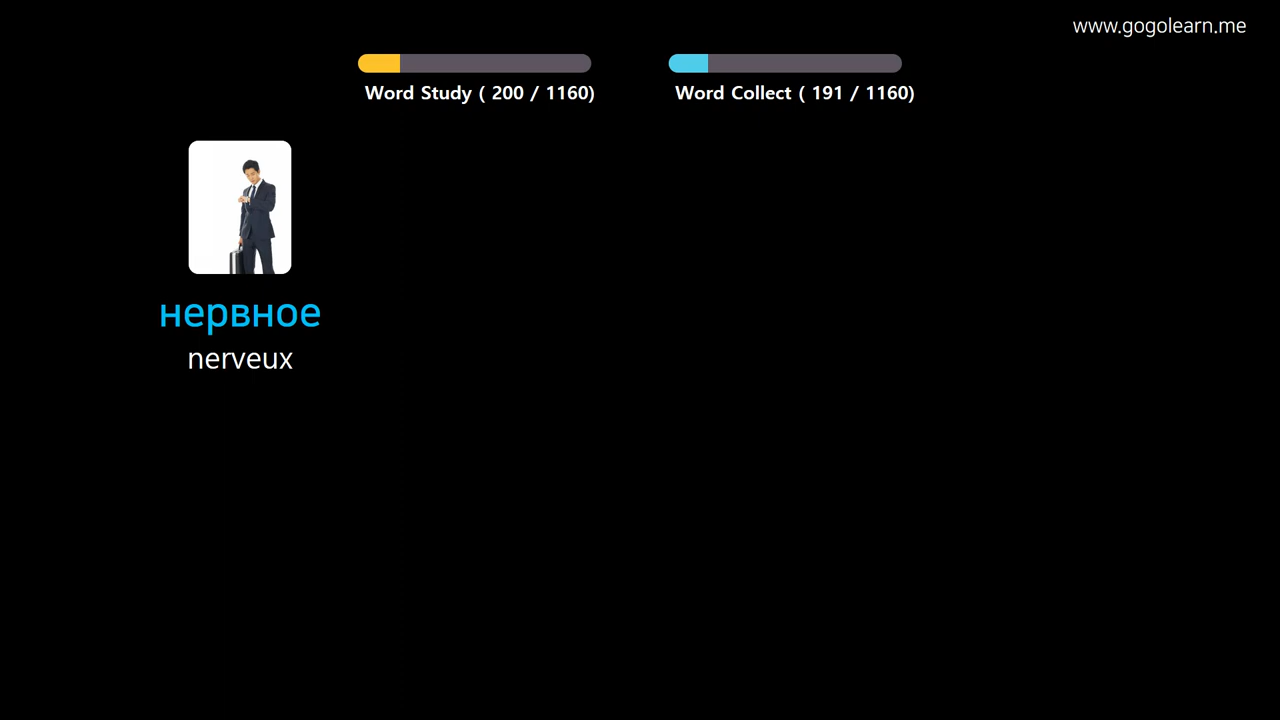 www.gogolearn.me
Word Study ( 200 / 1160)
Word Collect ( 191 / 1160)
нервное
nerveux